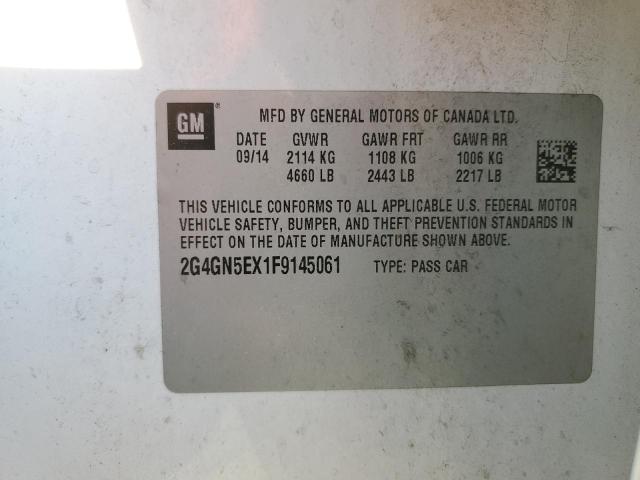 GM® MFD BY GENERAL MOTORS OF CANADA LTD.
DATE GVWR GAWR FRT GAWR RR
09/14 2114 KG 1108 KG 1006 KG
4660 LB 2443 LB 2217 LB
THIS VEHICLE CONFORMS TO ALL APPLICABLE U.S. FEDERAL MOTOR
VEHICLE SAFETY, BUMPER, AND THEFT PREVENTION STANDARDS IN
EFFECT ON THE DATE OF MANUFACTURE SHOWN ABOVE.
2G4GN5EX1F9145061 TYPE: PASS CAR